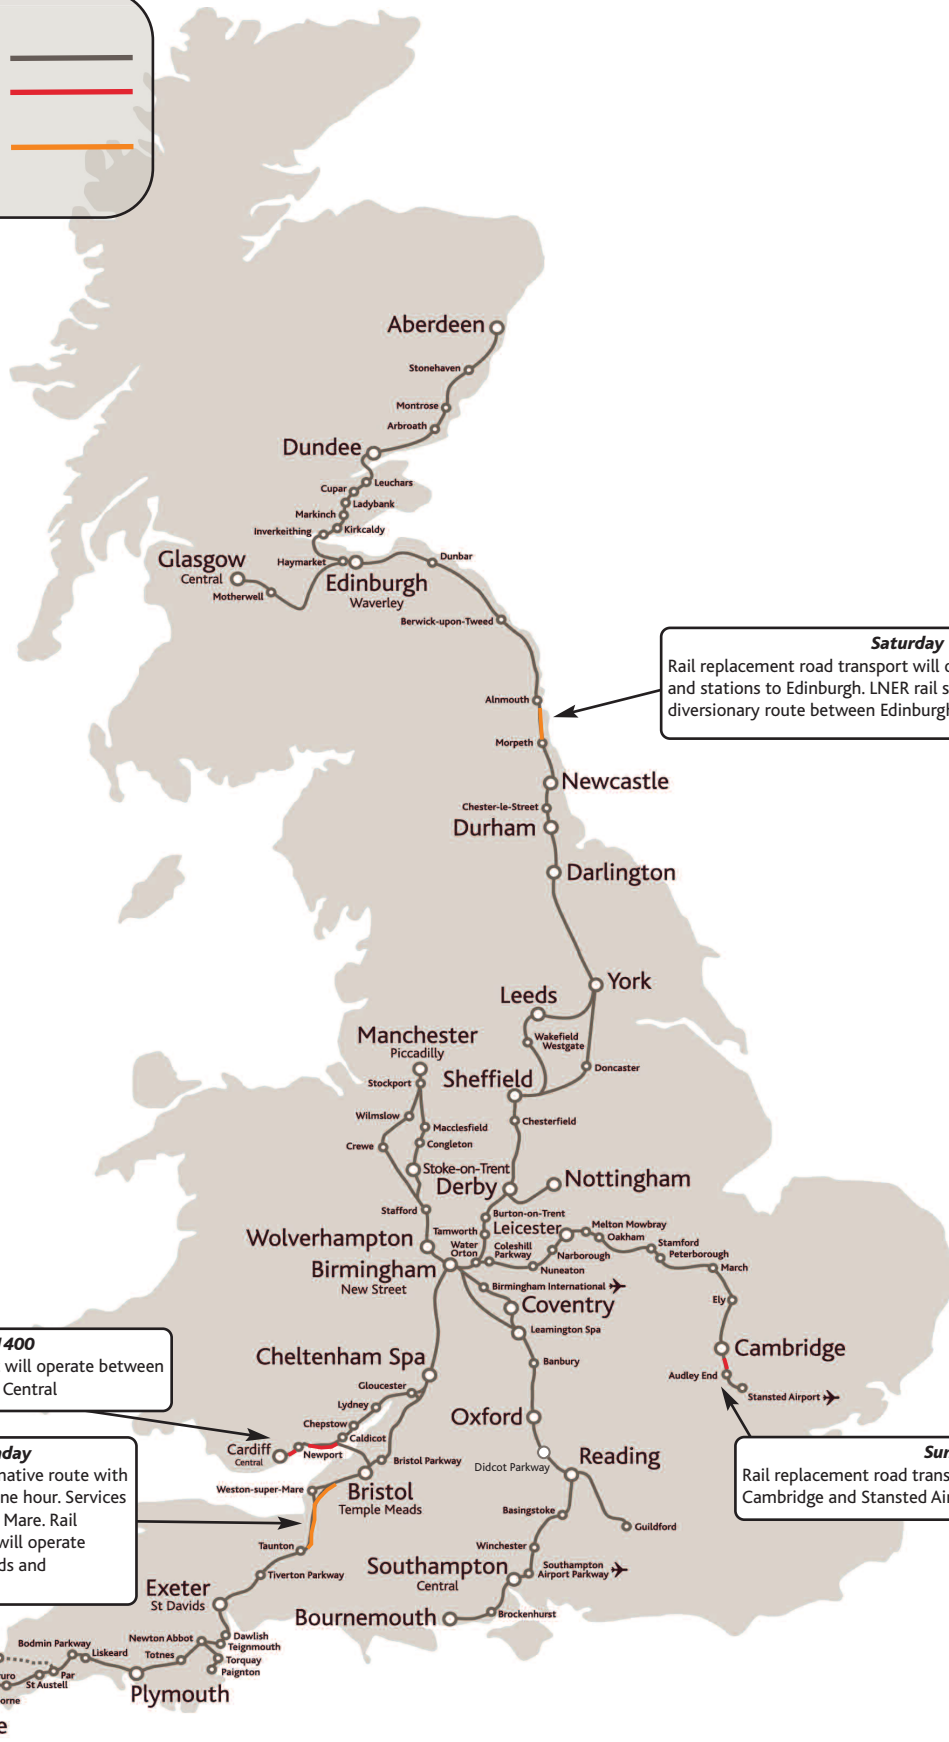 Aberdeen
Stonehaven
Montrose
Arbroath
Dundee
Leuchars
Cupar
Ladybank
Markinch
Kirkcaldy
Inverkeithing
Glasgow
Central
Motherwell
Haymarket
Edinburgh
Waverley
Dunbar
Berwick-upon-Tweed
Saturday
Rail replacement road transport will
and stations to Edinburgh. LNER rail s
diversionary route between Edinburgh
Alnmouth
Morpeth
Newcastle
Chester-le-Street
Durham
Darlington
York
Leeds
Wakefield
Westgate
Doncaster
Manchester
Piccadilly
Stockport
Sheffield
Wilmslow
Macclesfield
Chesterfield
Crewe
Congleton
Stoke-on-Trent
Derby
Nottingham
Stafford
Burton-on-Trent
Tamworth
Leicester
Melton Mowbray
Oakham
Stamford
Peterborough
March
Wolverhampton
Water
Orton
Coleshill
Parkway
Narborough
Nuneaton
Birmingham
New Street
Birmingham International
Ely
Coventry
Leamington Spa
1400
will operate between
Central
Cheltenham Spa
Banbury
Cambridge
Audley End
Stansted Airport
Gloucester
Lydney
Chepstow
Caldicot
Oxford
Cardiff
Central
Newport
Bristol Parkway
Didcot Parkway
Reading
Sun
Rail replacement road trans
Cambridge and Stansted Air
day
native route with
ne hour. Services
Mare. Rail
will operate
ds and
Weston-super-Mare
Bristol
Temple Meads
Basingstoke
Guildford
Taunton
Winchester
Tiverton Parkway
Southampton
Central
Southampton
Airport Parkway
Exeter
St Davids
Bournemouth
Brockenhurst
Newton Abbot
Dawlish
Teignmouth
Bodmin Parkway
Liskeard
Totnes
Torquay
Paignton
uro
Par
St Austell
Plymouth
orne
e